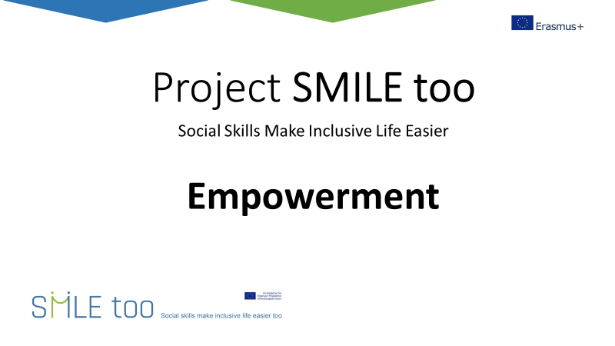 Erasmus+
Project SMILE too
Social Skills Make Inclusive Life Easier
Empowerment
SMILE too
Social skills make inclusive life easier too